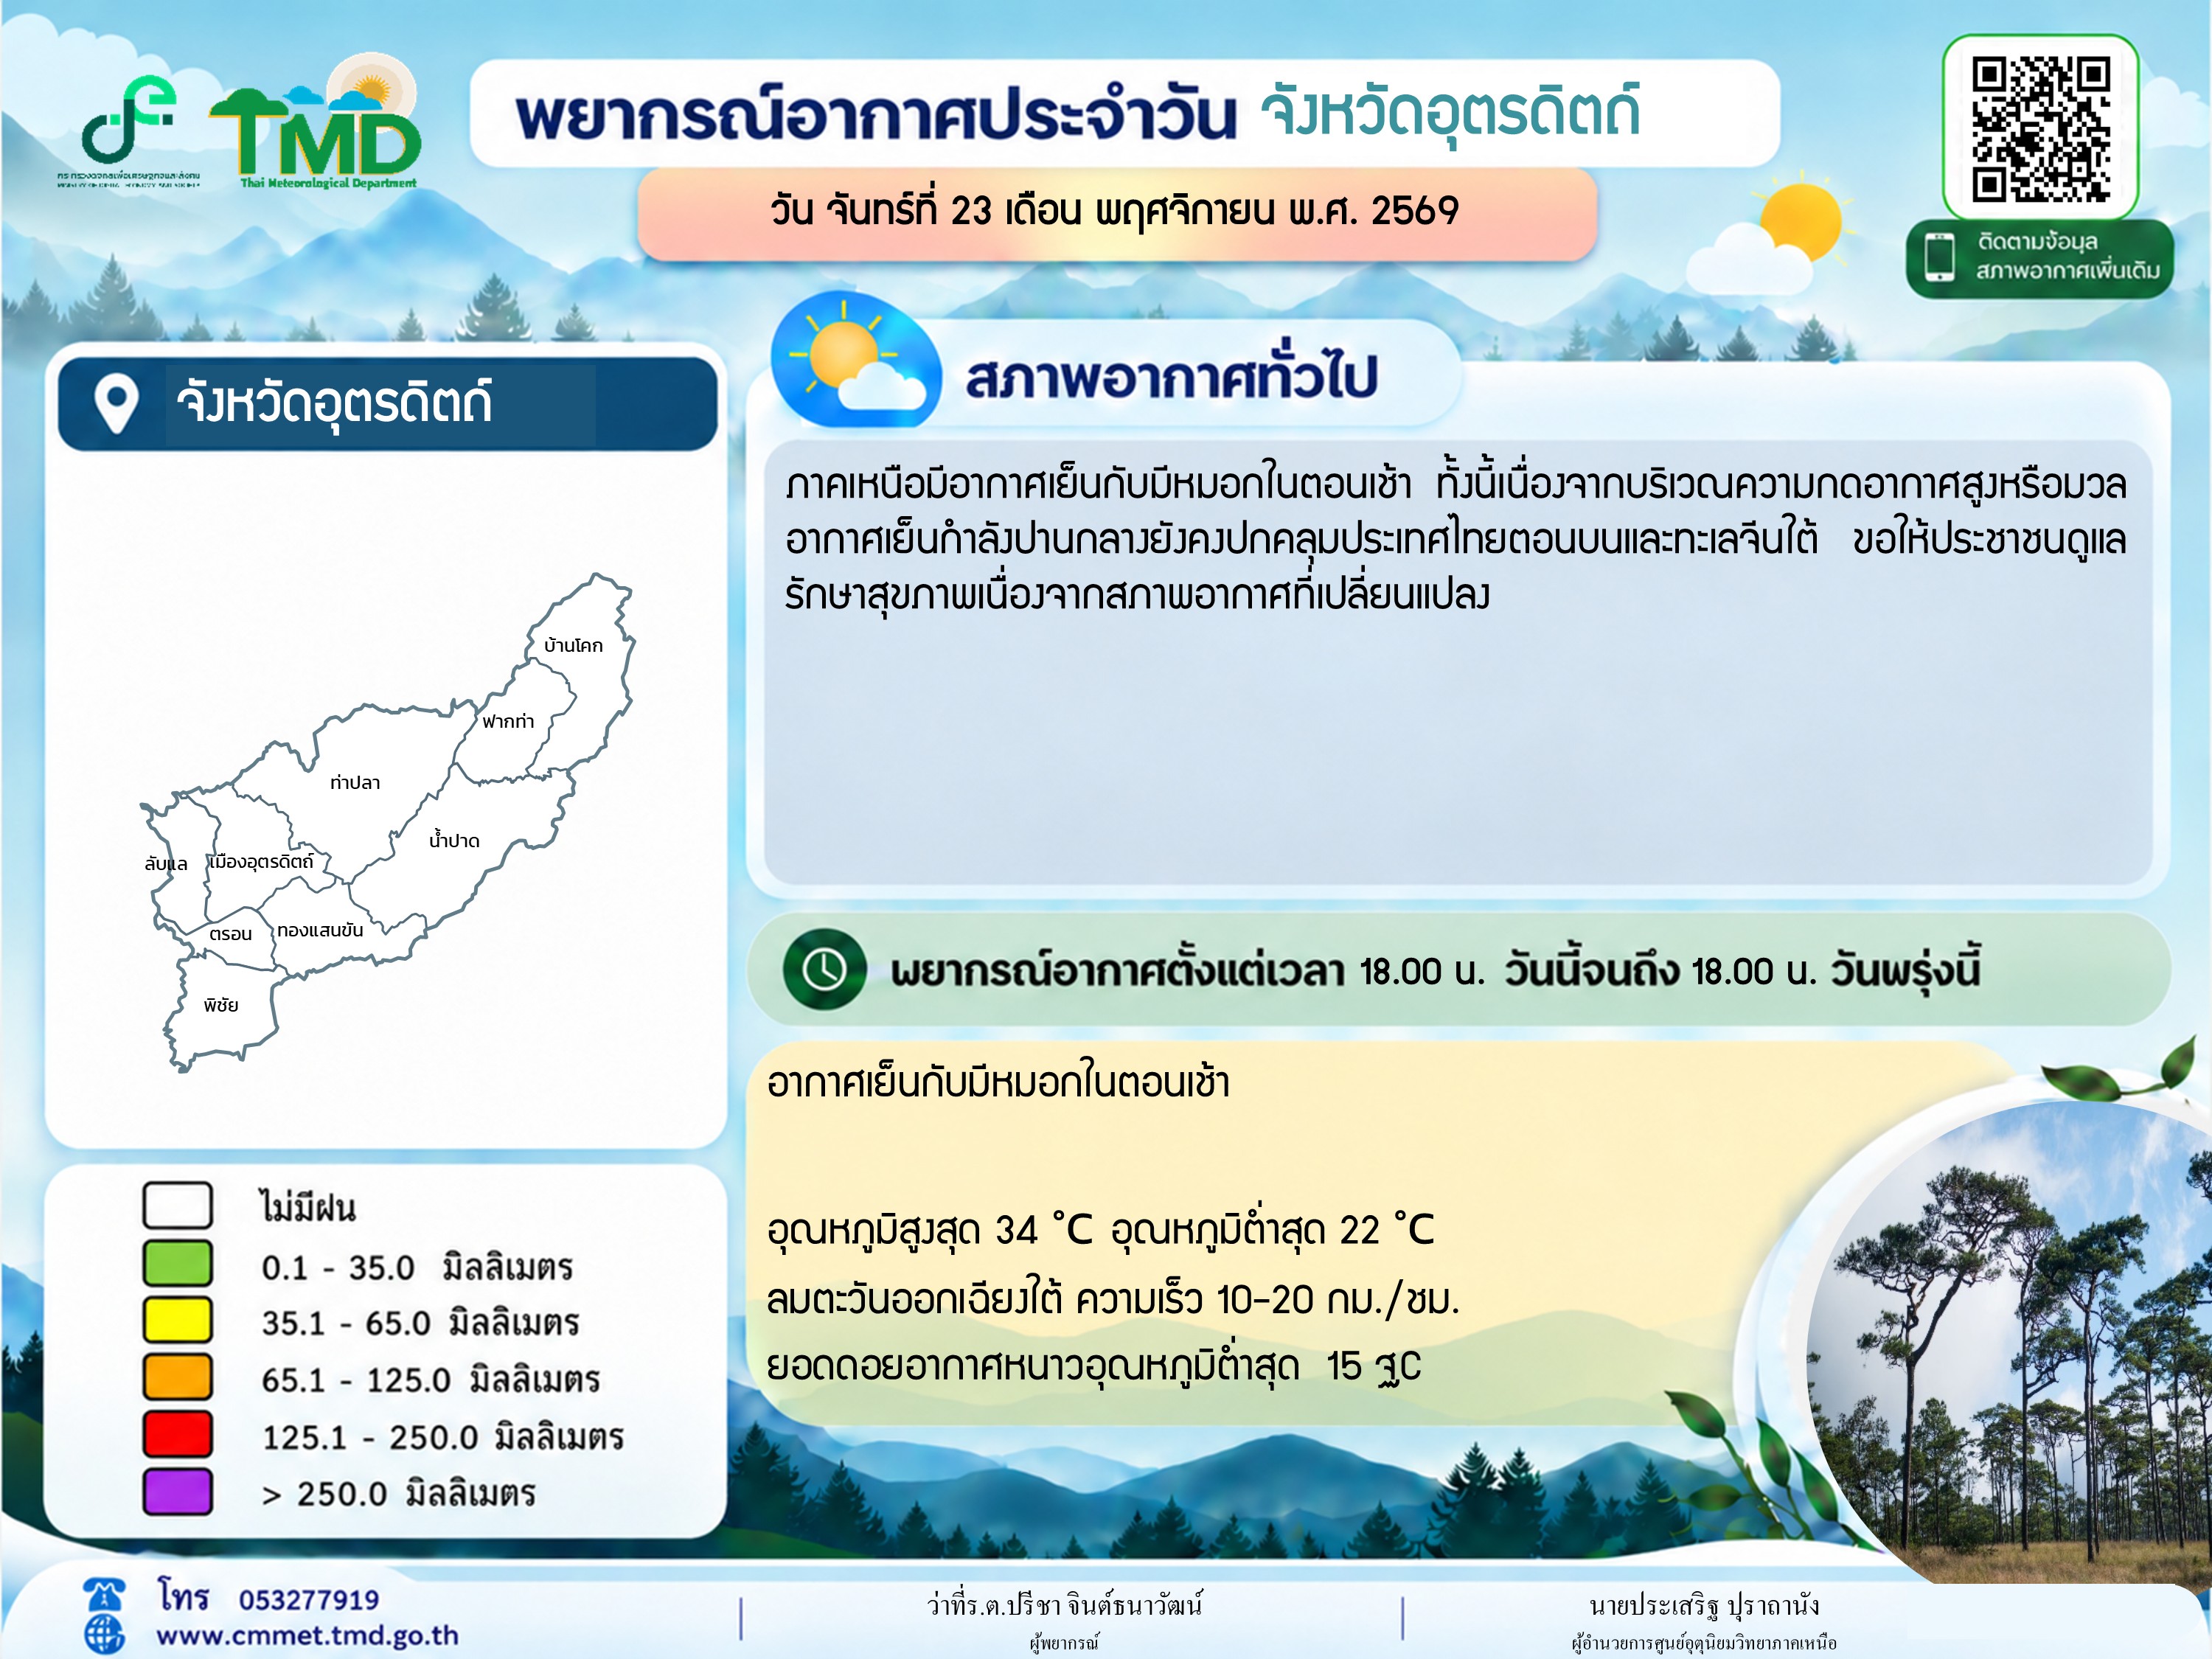 พยากรณ์อากาศประจำวัน จังหวัดอุตรดิตถ์
TMD
Thai Meteorological Department
วัน จันทร์ที่ 23 เดือน พฤศจิกายน พ.ศ. 2569
ติดตามข้อมูล
สภาพอากาศเพิ่มเติม
จังหวัดอุตรดิตถ์
บ้านโคก
ฟากท่า
ท่าปลา
น้ำปาด
ลับแล
เมืองอุตรดิตถ์
ตรอน
ทองแสนขัน
พิชัย
ไม่มีฝน
0.1 - 35.0 มิลลิเมตร
35.1 - 65.0 มิลลิเมตร
65.1 - 125.0 มิลลิเมตร
125.1 - 250.0 มิลลิเมตร
> 250.0 มิลลิเมตร
สภาพอากาศทั่วไป
ภาคเหนือมีอากาศเย็นกับมีหมอกในตอนเช้า ทั้งนี้เนื่องจากบริเวณความกดอากาศสูงหรือมวล
อากาศเย็นกำลังปานกลางยังคงปกคลุมประเทศไทยตอนบนและทะเลจีนใต้ ขอให้ประชาชนดูแล
รักษาสุขภาพเนื่องจากสภาพอากาศที่เปลี่ยนแปลง
พยากรณ์อากาศตั้งแต่เวลา 18.00 น. วันนี้จนถึง 18.00 น. วันพรุ่งนี้
อากาศเย็นกับมีหมอกในตอนเช้า
อุณหภูมิสูงสุด 34 °C อุณหภูมิต่ำสุด 22 °C
ลมตะวันออกเฉียงใต้ ความเร็ว 10-20 กม./ชม.
ยอดดอยอากาศหนาวอุณหภูมิต่ำสุด 15 ฐC
โทร 053277919
www.cmmet.tmd.go.th
ว่าที่ร.ต.ปรีชา จินต์ธนาวัฒน์
ผู้พยากรณ์
นายประเสริฐ ปุราถานัง
ผู้อำนวยการศูนย์อุตุนิยมวิทยาภาคเหนือ